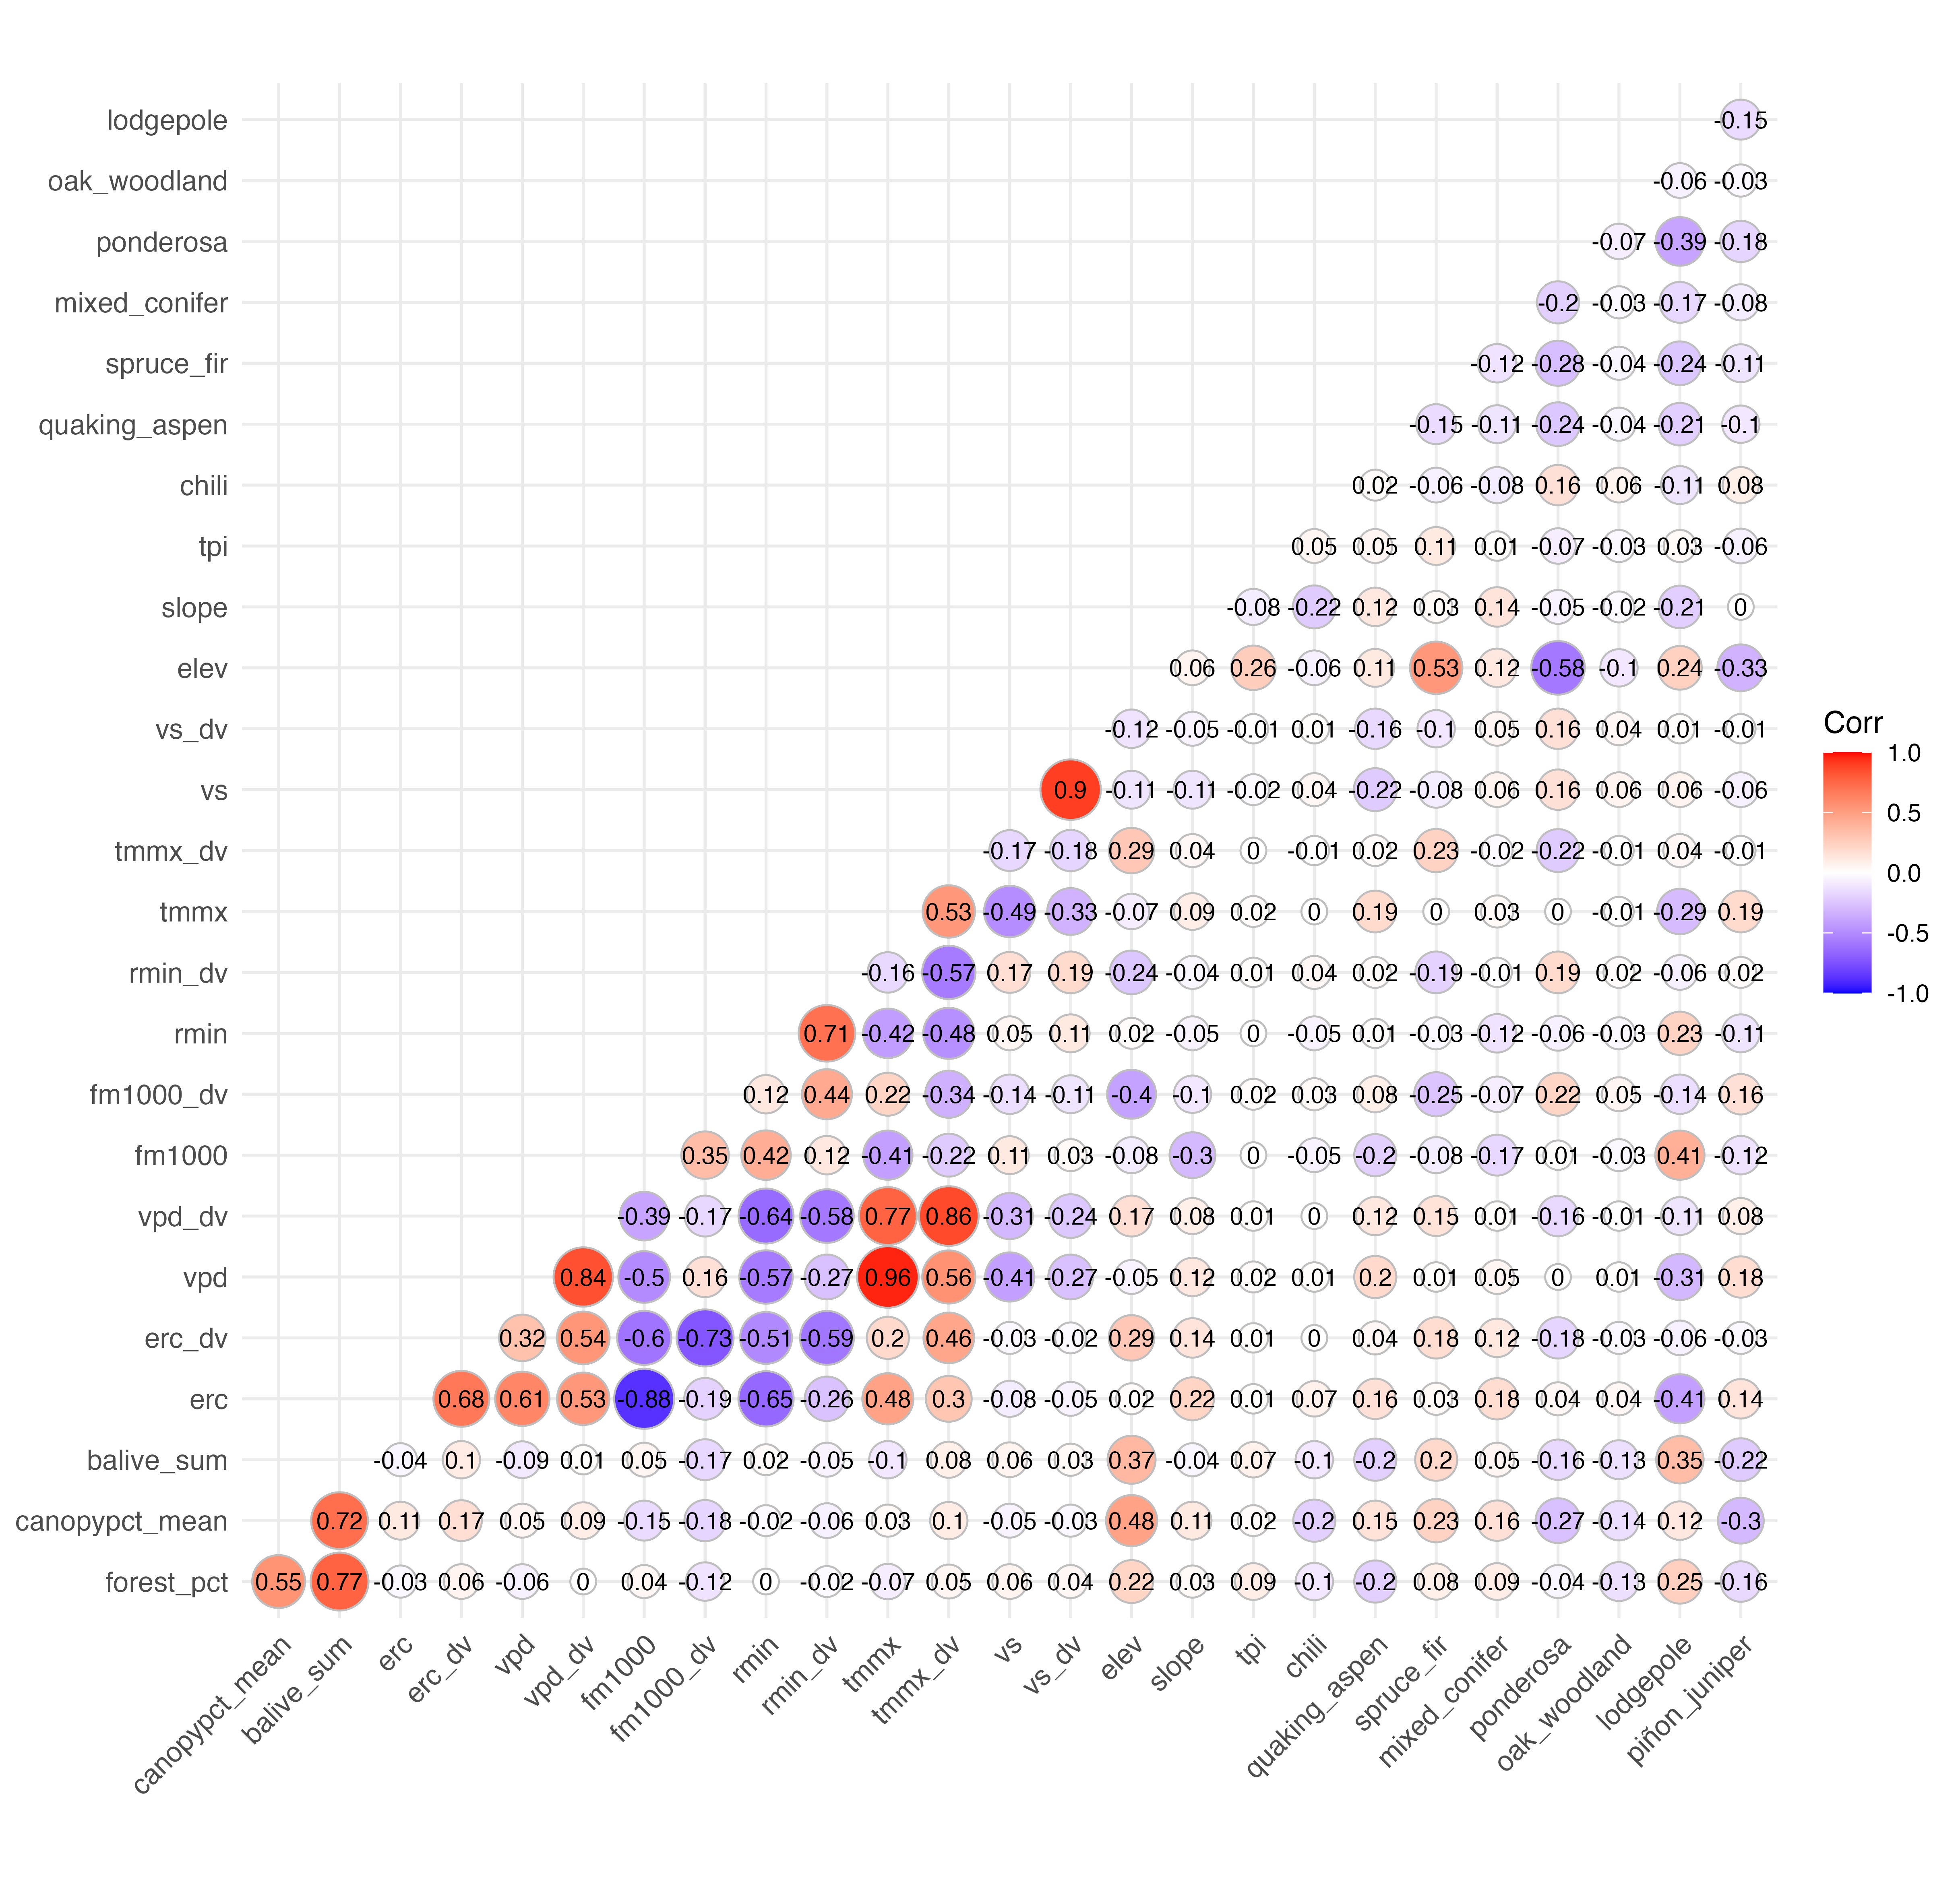 lodgepole -0.15
oak_woodland -0.06 -0.03
ponderosa -0.07 -0.39 -0.18
mixed_conifer -0.2 -0.03 -0.17 -0.08
spruce_fir -0.12 -0.28 -0.04 -0.24 -0.11
quaking_aspen -0.15 -0.11 -0.24 -0.04 -0.21 -0.1
chili 0.02 -0.06 -0.08 0.16 0.06 -0.11 0.08
tpi 0.05 0.05 0.11 0.01 -0.07 -0.03 0.03 -0.06
slope -0.08 -0.22 0.12 0.03 0.14 -0.05 -0.02 -0.21 0
elev 0.06 0.26 -0.06 0.11 0.53 0.12 -0.58 -0.1 0.24 -0.33
vs_dv -0.12 -0.05 -0.01 0.01 -0.16 -0.1 0.05 0.16 0.04 0.01 -0.01
vs 0.9 -0.11 -0.11 -0.02 0.04 -0.22 -0.08 0.06 0.16 0.06 0.06 -0.06
tmmx_dv -0.17 -0.18 0.29 0.04 0 -0.01 0.02 0.23 -0.02 -0.22 -0.01 0.04 -0.01
tmmx 0.53 -0.49 -0.33 -0.07 0.09 0.02 0 0.19 0 0.03 0 -0.01 -0.29 0.19
rmin_dv -0.16 -0.57 0.17 0.19 -0.24 -0.04 0.01 0.04 0.02 -0.19 -0.01 0.19 0.02 -0.06 0.02
rmin 0.71 -0.42 -0.48 0.05 0.11 0.02 -0.05 0 -0.05 0.01 -0.03 -0.12 -0.06 -0.03 0.23 -0.11
fm1000_dv 0.12 0.44 0.22 -0.34 -0.14 -0.11 -0.4 -0.1 0.02 0.03 0.08 -0.25 -0.07 0.22 0.05 -0.14 0.16
fm1000 0.35 0.42 0.12 -0.41 -0.22 0.11 0.03 -0.08 -0.3 0 -0.05 -0.2 -0.08 -0.17 0.01 -0.03 0.41 -0.12
vpd_dv -0.39 -0.17 -0.64 -0.58 0.77 0.86 -0.31 -0.24 0.17 0.08 0.01 0 0.12 0.15 0.01 -0.16 -0.01 -0.11 0.08
vpd 0.84 -0.5 0.16 -0.57 -0.27 0.96 0.56 -0.41 -0.27 -0.05 0.12 0.02 0.01 0.2 0.01 0.05 0 0.01 -0.31 0.18
erc_dv 0.32 0.54 -0.6 -0.73 -0.51 -0.59 0.2 0.46 -0.03 -0.02 0.29 0.14 0.01 0 0.04 0.18 0.12 -0.18 -0.03 -0.06 -0.03
erc 0.68 0.61 0.53 -0.88 -0.19 -0.65 -0.26 0.48 0.3 -0.08 -0.05 0.02 0.22 0.01 0.07 0.16 0.03 0.18 0.04 0.04 -0.41 0.14
balive_sum -0.04 0.1 -0.09 0.01 0.05 -0.17 0.02 -0.05 -0.1 0.08 0.06 0.03 0.37 -0.04 0.07 -0.1 -0.2 0.2 0.05 -0.16 -0.13 0.35 -0.22
canopypct_mean 0.72 0.11 0.17 0.05 0.09 -0.15 -0.18 -0.02 -0.06 0.03 0.1 -0.05 -0.03 0.48 0.11 0.02 -0.2 0.15 0.23 0.16 -0.27 -0.14 0.12 -0.3
forest_pct 0.55 0.77 -0.03 0.06 -0.06 0 0.04 -0.12 0 -0.02 -0.07 0.05 0.06 0.04 0.22 0.03 0.09 -0.1 -0.2 0.08 0.09 -0.04 -0.13 0.25 -0.16
canopypct_mean
balive_sum
erc
erc_dv
vpd
vpd_dv
fm1000
fm1000_dv
rmin
rmin_dv
tmmx
tmmx_dv
vs
vs_dv
elev
slope
tpi
chili
quaking_aspen
spruce_fir
mixed_conifer
ponderosa
oak_woodland
lodgepole
piñon_juniper
Corr
1.0
0.5
0.0
-0.5
-1.0